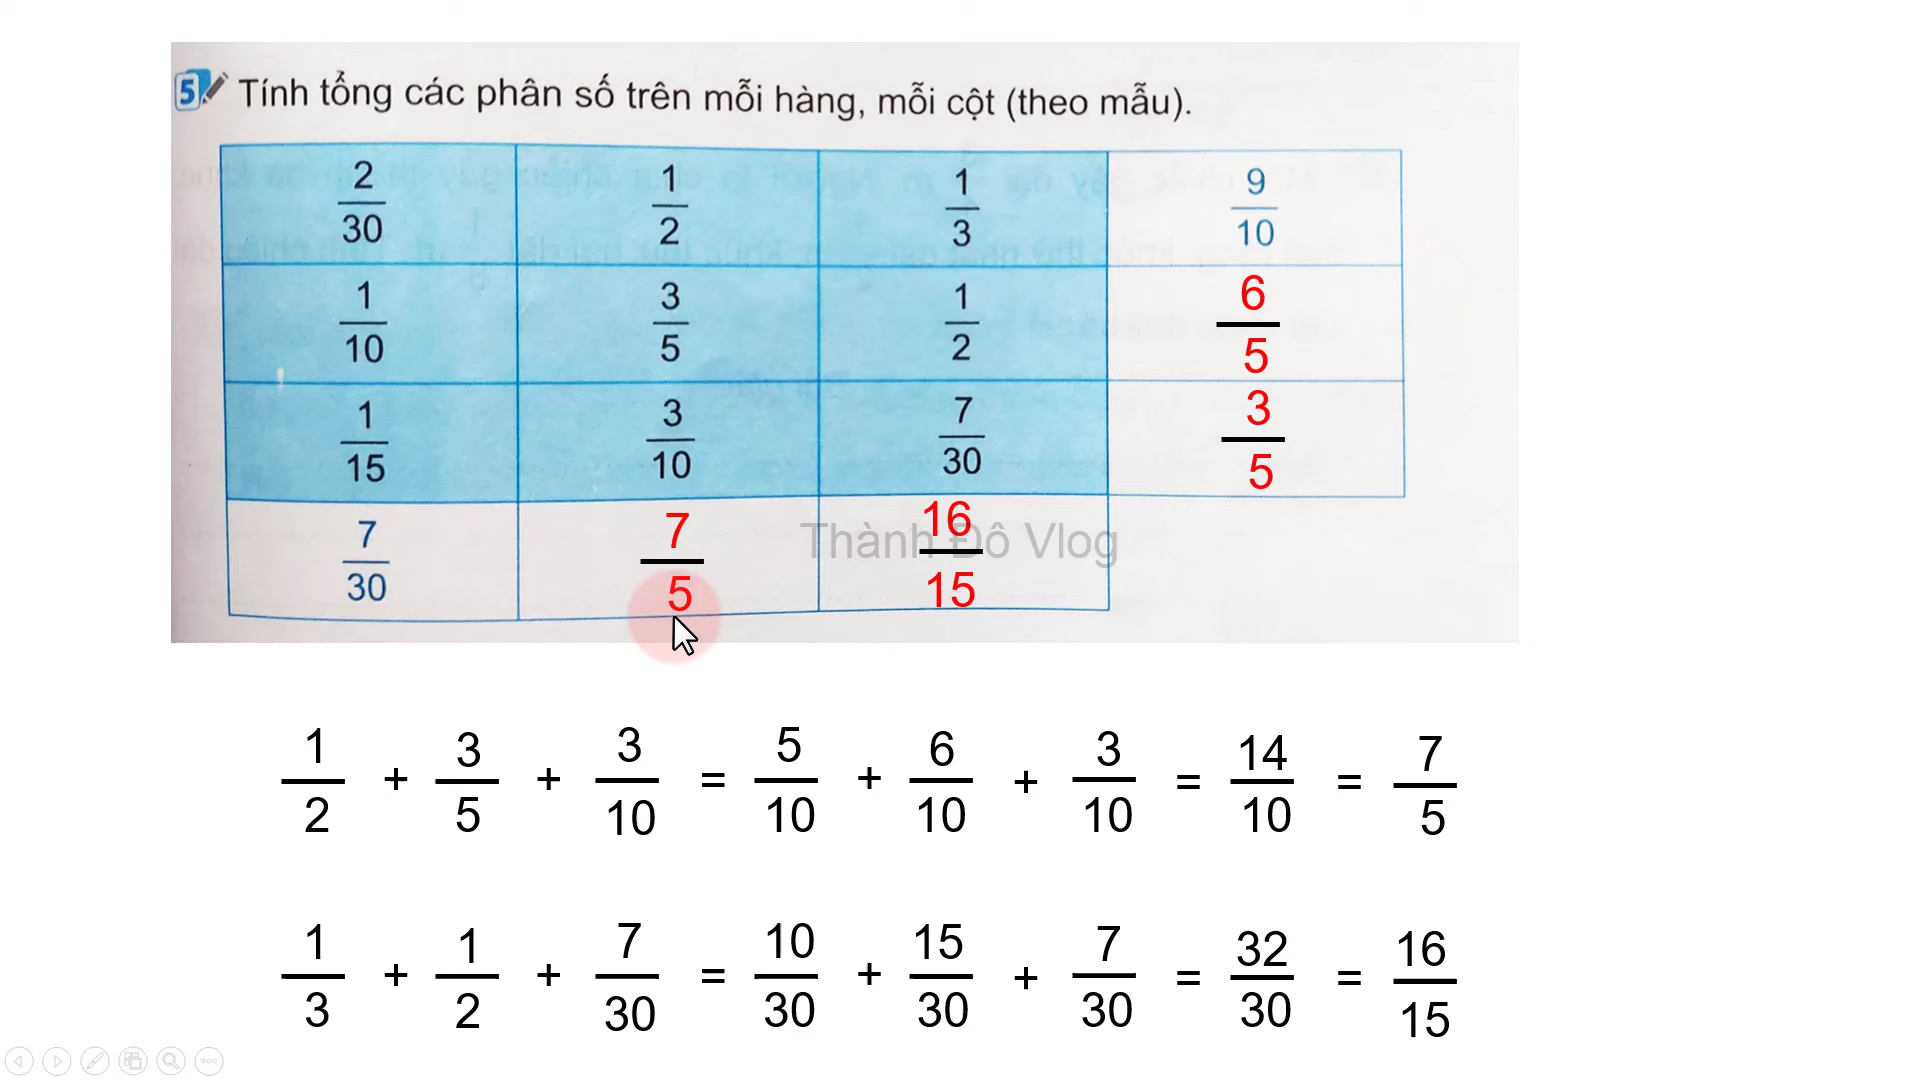 5 Tính tổng các phân số trên mỗi hàng, mỗi cột (theo mẫu).
2/30 1/2 1/3 9/10
1/10 3/5 1/2 6/5
1/15 3/10 7/30 3/5
7/30 7/5 16/15
Thành Đô Vlog
1/2 + 3/5 + 3/10 = 5/10 + 6/10 + 3/10 = 14/10 = 7/5
1/3 + 1/2 + 7/30 = 10/30 + 15/30 + 7/30 = 32/30 = 16/15